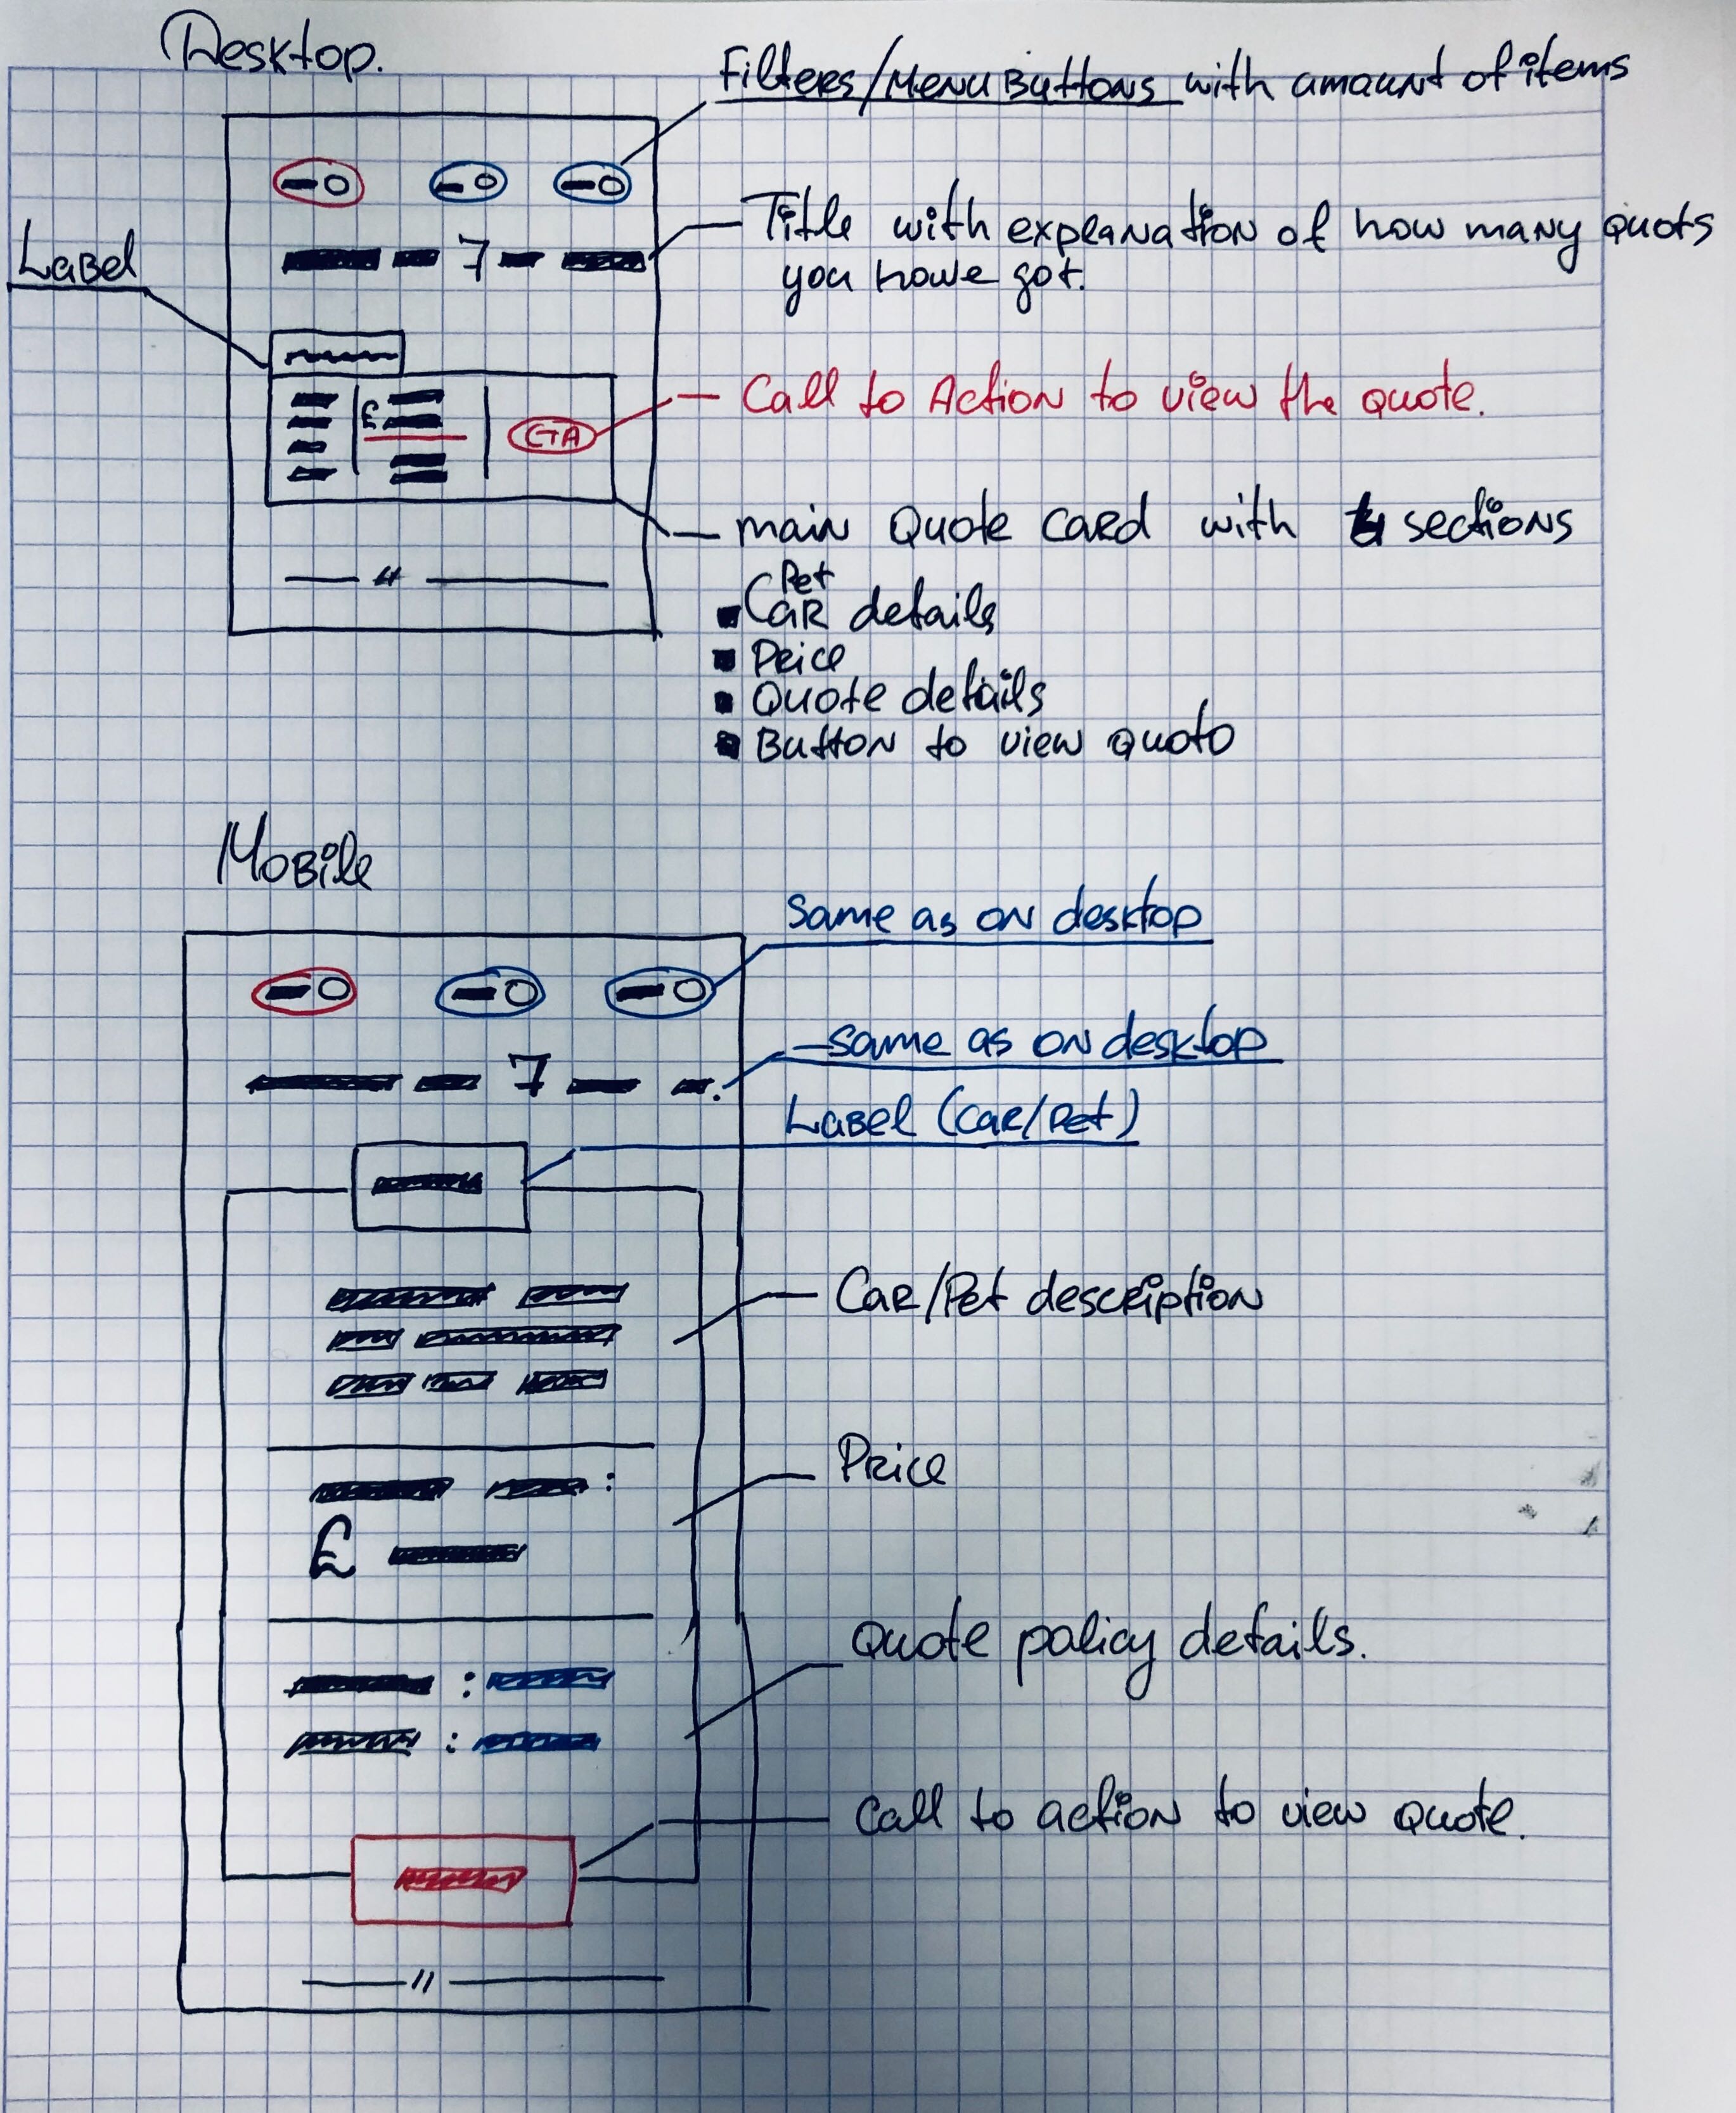 Desktop.
Filters/Menu Buttons with amaunt of items
Title with explanation of how many quots
you howe got.
Label
7
Call to Action to view the quote.
£
CTA
main Quote card with 4 sections
Pet
Car details
Price
Quote details
Button to view quoto
Mobile
Same as on desktop
same as on desktop
7
Label (Car/Pet)
Car/Pet description
Price
£
Quote policy details.
Call to action to view quote.